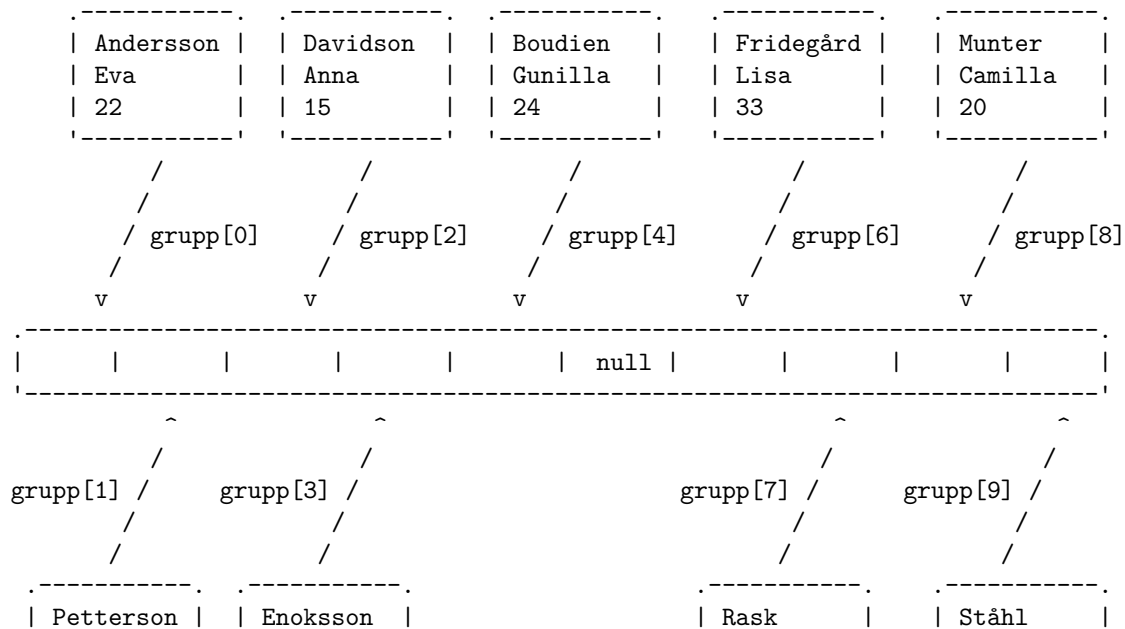 .-----------. .-----------. .-----------. .-----------. .-----------.
| Andersson | | Davidson | | Boudien | | Fridegård | | Munter |
| Eva | | Anna | | Gunilla | | Lisa | | Camilla |
| 22 | | 15 | | 24 | | 33 | | 20 |
'-----------' '-----------' '-----------' '-----------' '-----------'
/ / / / /
/ / / / /
/ grupp[0] / grupp[2] / grupp[4] / grupp[6] / grupp[8]
/ / / / /
v v v v v
.-----------------------------------------------------------------------------.
| | | | | | null | | | | |
'-----------------------------------------------------------------------------'
^ ^ ^ ^
/ / / /
grupp[1] / grupp[3] / grupp[7] / grupp[9] /
/ / / /
/ / / /
.-----------. .-----------. .-----------. .-----------.
| Petterson | | Enoksson | | Rask | | Ståhl |